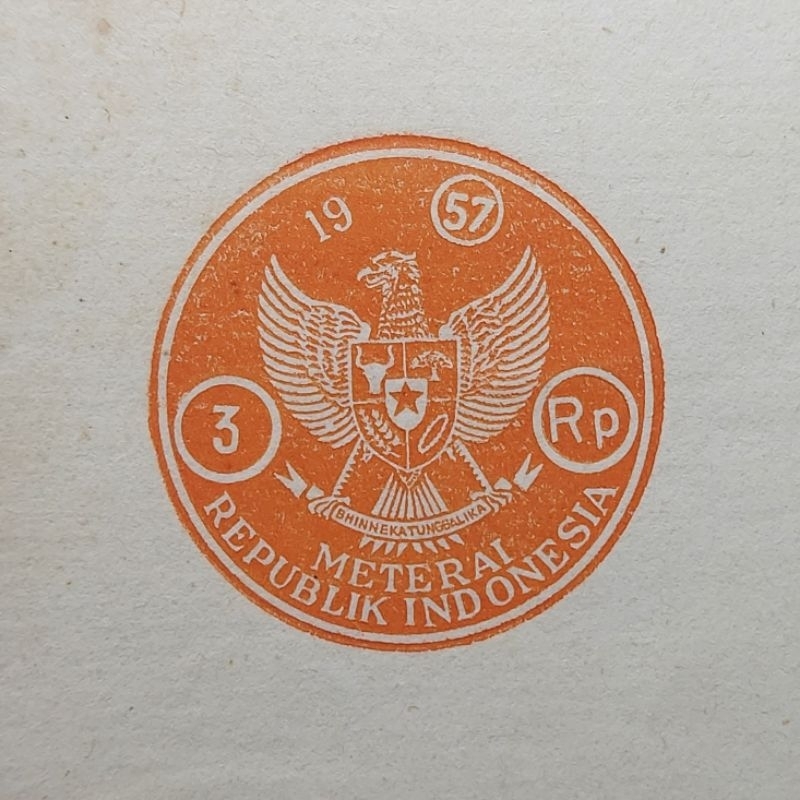 19 57
3 Rp
BHINNEKATUNGGALIKA
METERAI
REPUBLIK INDONESIA